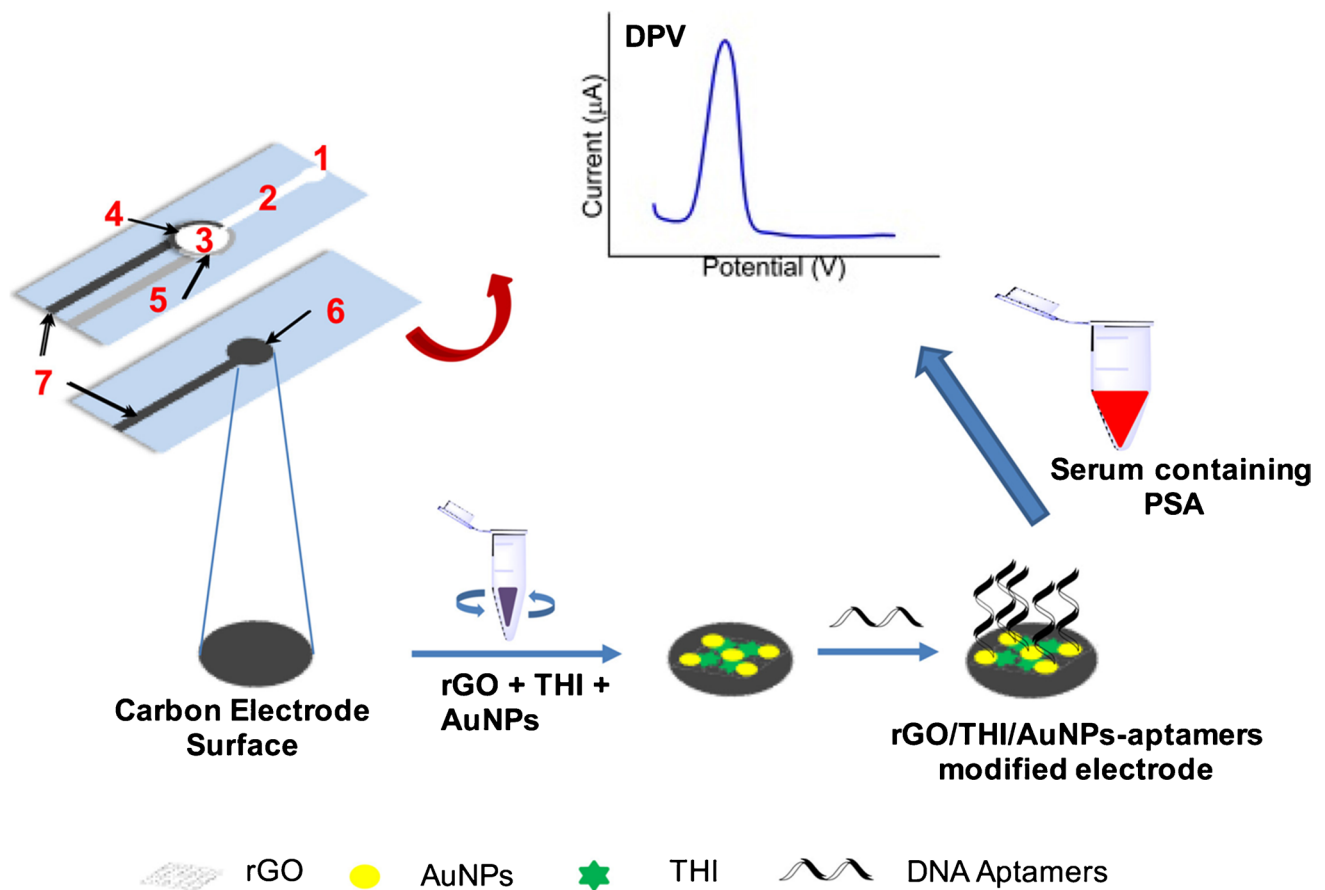 DPV
Current (μA)
Potential (V)
1
2
3
4
5
6
7
Serum containing
PSA
rGO + THI +
AuNPs
Carbon Electrode
Surface
rGO/THI/AuNPs-aptamers
modified electrode
rGO
AuNPs
THI
DNA Aptamers